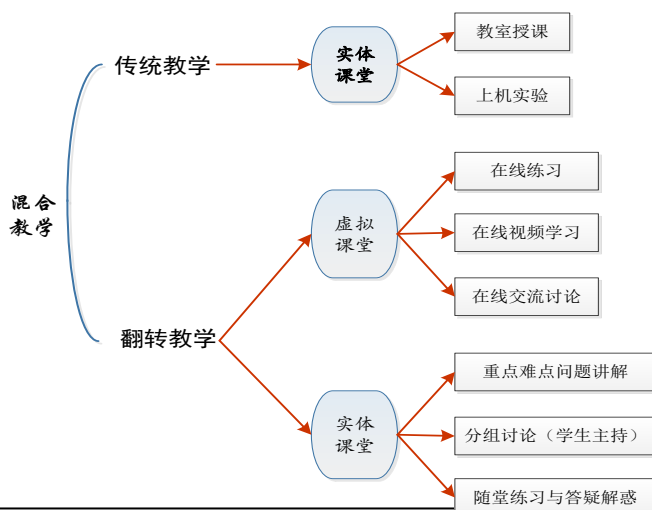 混合
教学
传统教学
实体
课堂
教室授课
上机实验
翻转教学
虚拟
课堂
在线练习
在线视频学习
在线交流讨论
实体
课堂
重点难点问题讲解
分组讨论（学生主持）
随堂练习与答疑解惑